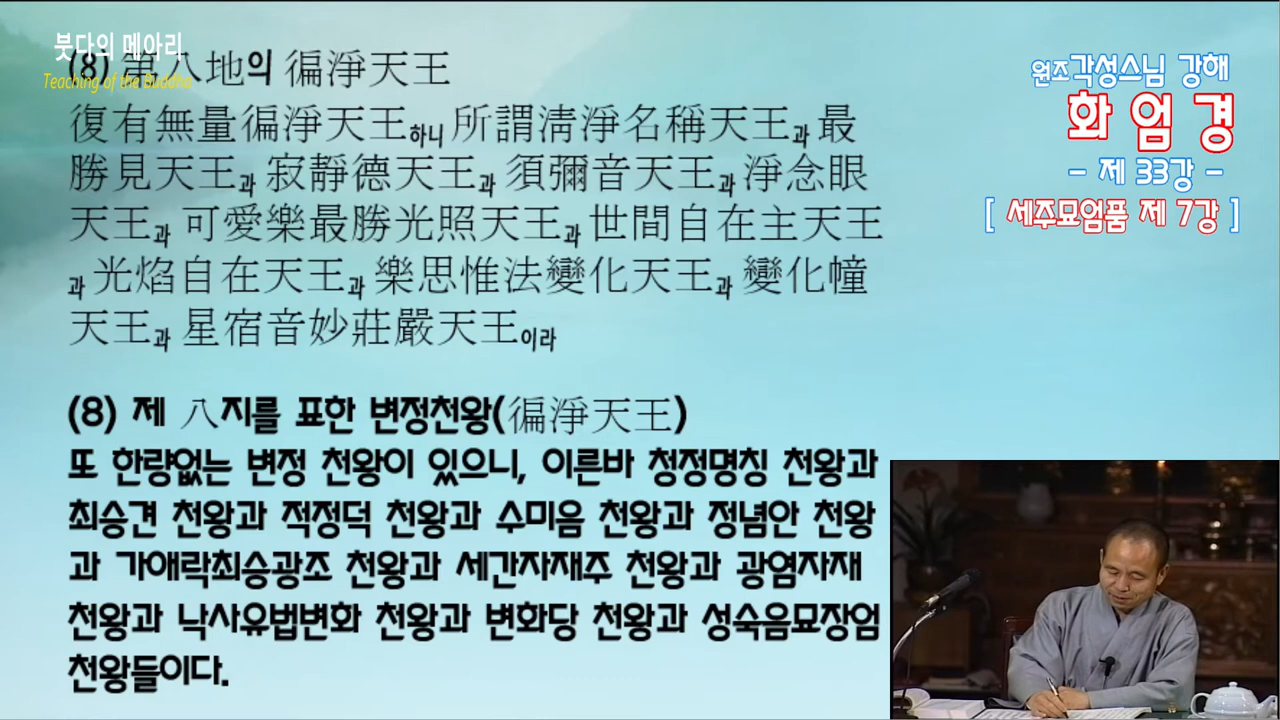 붓다의 메아리
Teaching of the Buddha
(8) 第八地의 徧淨天王
復有無量徧淨天王하니 所謂淸淨名稱天王과 最
勝見天王과 寂靜德天王과 須彌音天王과 淨念眼
天王과 可愛樂最勝光照天王과 世間自在主天王
과 光焰自在天王과 樂思惟法變化天王과 變化幢
天王과 星宿音妙莊嚴天王이라
(8) 제 八지를 표한 변정천왕(徧淨天王)
또 한량없는 변정 천왕이 있으니, 이른바 청정명칭 천왕과
최승견 천왕과 적정덕 천왕과 수미음 천왕과 정념안 천왕
과 가애락최승광조 천왕과 세간자재주 천왕과 광염자재
천왕과 낙사유법변화 천왕과 변화당 천왕과 성숙음묘장엄
천왕들이다.
원조각성스님 강해
화 엄 경
- 제 33강 -
[ 세주묘엄품 제 7강 ]